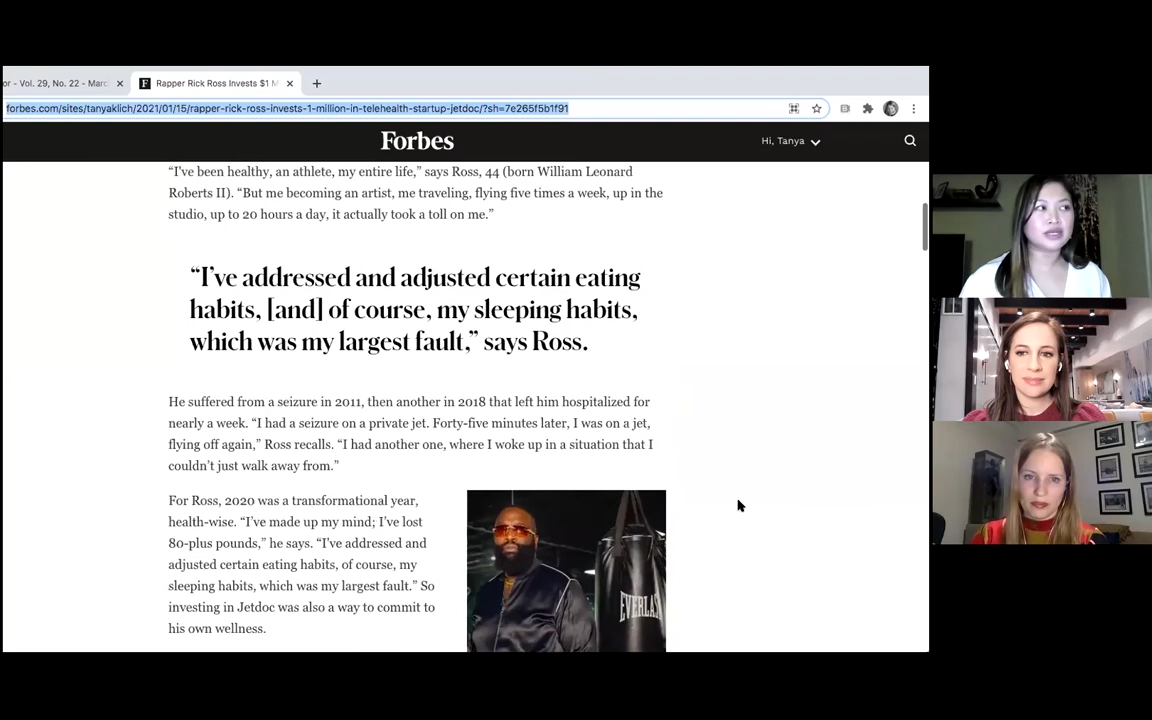 or - Vol. 29, No. 22 - Marc
Rapper Rick Ross Invests $1 M
forbes.com/sites/tanyaklich/2021/01/15/rapper-rick-ross-invests-1-million-in-telehealth-startup-jetdoc/?sh=7e265f5b1f91
Forbes
Hi, Tanya
“I've been healthy, an athlete, my entire life,” says Ross, 44 (born William Leonard
Roberts II). “But me becoming an artist, me traveling, flying five times a week, up in the
studio, up to 20 hours a day, it actually took a toll on me.”
“I’ve addressed and adjusted certain eating
habits, [and] of course, my sleeping habits,
which was my largest fault,” says Ross.
He suffered from a seizure in 2011, then another in 2018 that left him hospitalized for
nearly a week. “I had a seizure on a private jet. Forty-five minutes later, I was on a jet,
flying off again,” Ross recalls. “I had another one, where I woke up in a situation that I
couldn’t just walk away from.”
For Ross, 2020 was a transformational year,
health-wise. “I’ve made up my mind; I’ve lost
80-plus pounds,” he says. “I’ve addressed and
adjusted certain eating habits, of course, my
sleeping habits, which was my largest fault.” So
investing in Jetdoc was also a way to commit to
his own wellness.
EVERLAS